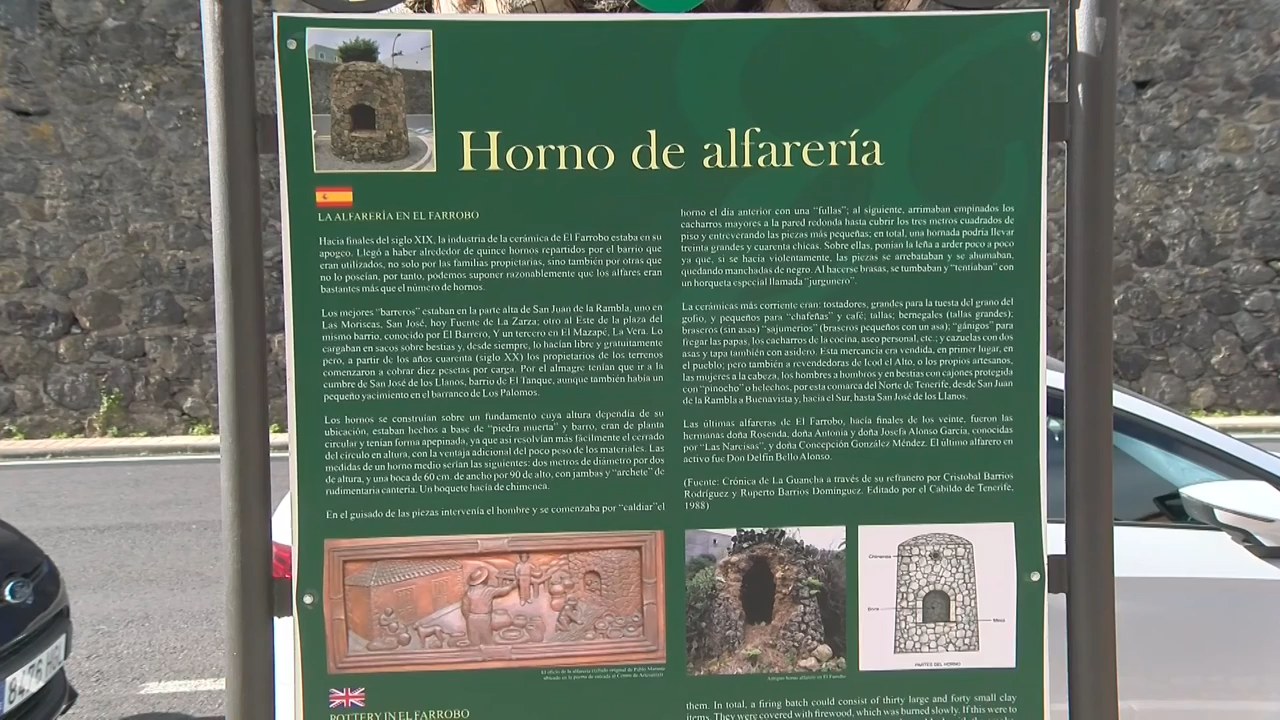 Horno de alfarería
LA ALFARERÍA EN EL FARROBO
Hacia finales del siglo XIX, la industria de la cerámica de El Farrobo estaba en su
apogeo. Llegó a haber alrededor de quince hornos repartidos por el barrio que
eran utilizados, no solo por las familias propietarias, sino también por otras que
no lo poseían, por tanto, podemos suponer razonablemente que los alfares eran
bastantes más que el número de hornos.
Los mejores "barreros" estaban en la parte alta de San Juan de la Rambla, uno en
Las Moriscas, San José, hoy Fuente de La Zarza; otro al Este de la plaza del
mismo barrio, conocido por El Barrero, Y un tercero en El Mazapé, La Vera. Lo
cargaban en sacos sobre bestias y, desde siempre, lo hacían libre y gratuitamente
pero, a partir de los años cuarenta (siglo XX) los propietarios de los terrenos
comenzaron a cobrar diez pesetas por carga. Por el almagre tenían que ir a la
cumbre de San José de los Llanos, barrio de El Tanque, aunque también había un
pequeño yacimiento en el barranco de Los Palomos.
Los hornos se construían sobre un fundamento cuya altura dependía de su
ubicación, estaban hechos a base de "piedra muerta" y barro, eran de planta
circular y tenían forma apepinada, ya que así resolvían más fácilmente el cerrado
del círculo en altura, con la ventaja adicional del poco peso de los materiales. Las
medidas de un horno medio serían las siguientes: dos metros de diámetro por dos
de altura, y una boca de 60 cm. de ancho por 90 de alto, con jambas y "archete" de
rudimentaria cantería. Un boquete hacía de chimenea.
En el guisado de las piezas intervenía el hombre y se comenzaba por "caldiar"el
horno el día anterior con una "fullas"; al siguiente, arrimaban empinados los
cacharros mayores a la pared redonda hasta cubrir los tres metros cuadrados de
piso y entreverando las piezas más pequeñas; en total, una hornada podría llevar
treinta grandes y cuarenta chicas. Sobre ellas, ponían la leña a arder poco a poco
ya que, si se hacía violentamente, las piezas se arrebataban y se ahumaban,
quedando manchadas de negro. Al hacerse brasas, se tumbaban y "tentiaban" con
un horqueta especial llamada "jurgunero".
La cerámicas más corriente eran: tostadores, grandes para la tuesta del grano del
gofio, y pequeños para "chafeñas" y café; tallas; bernegales (tallas grandes);
braseros (sin asas) "sajumerios" (braseros pequeños con un asa); "gánigos" para
fregar las papas, los cacharros de la cocina, aseo personal, etc.; y cazuelas con dos
asas y tapa también con asidero. Esta mercancía era vendida, en primer lugar, en
el pueblo; pero también a revendedoras de Icod el Alto, o los propios artesanos,
las mujeres a la cabeza, los hombres a hombros y en bestias con cajones protegida
con "pinocho" o helechos, por esta comarca del Norte de Tenerife, desde San Juan
de la Rambla a Buenavista y, hacia el Sur, hasta San José de los Llanos.
Las últimas alfareras de El Farrobo, hacía finales de los veinte, fueron las
hermanas doña Rosenda, doña Antonia y doña Josefa Alonso García, conocidas
por "Las Narcisas", y doña Concepción González Méndez. El último alfarero en
activo fue Don Delfín Bello Alonso.
(Fuente: Crónica de La Guancha a través de su refranero por Cristobal Barrios
Rodríguez y Ruperto Barrios Domínguez. Editado por el Cabildo de Tenerife,
1988)
Chimenea
Boca
PARTES DEL HORNO
Antiguo horno alfarero en El Farrobo
POTTERY IN EL FARROBO
them. In total, a firing batch could consist of thirty large and forty small clay
items. They were covered with firewood, which was burned slowly. If this were to